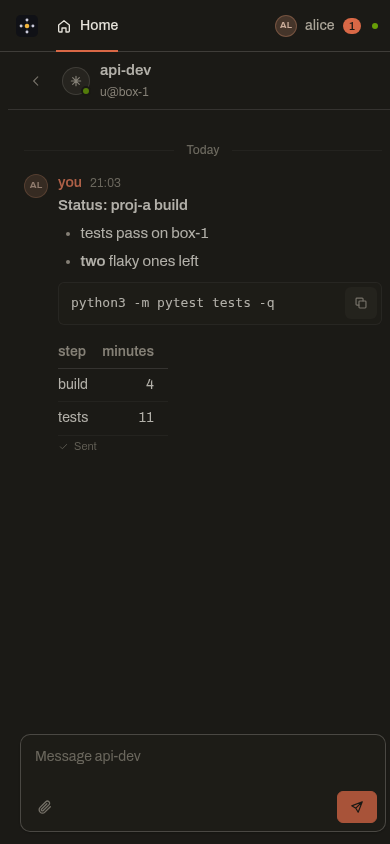 Home
AL alice 1
api-dev
u@box-1
Today
AL you 21:03
Status: proj-a build
• tests pass on box-1
• two flaky ones left
python3 -m pytest tests -q
step minutes
build 4
tests 11
Sent
Message api-dev